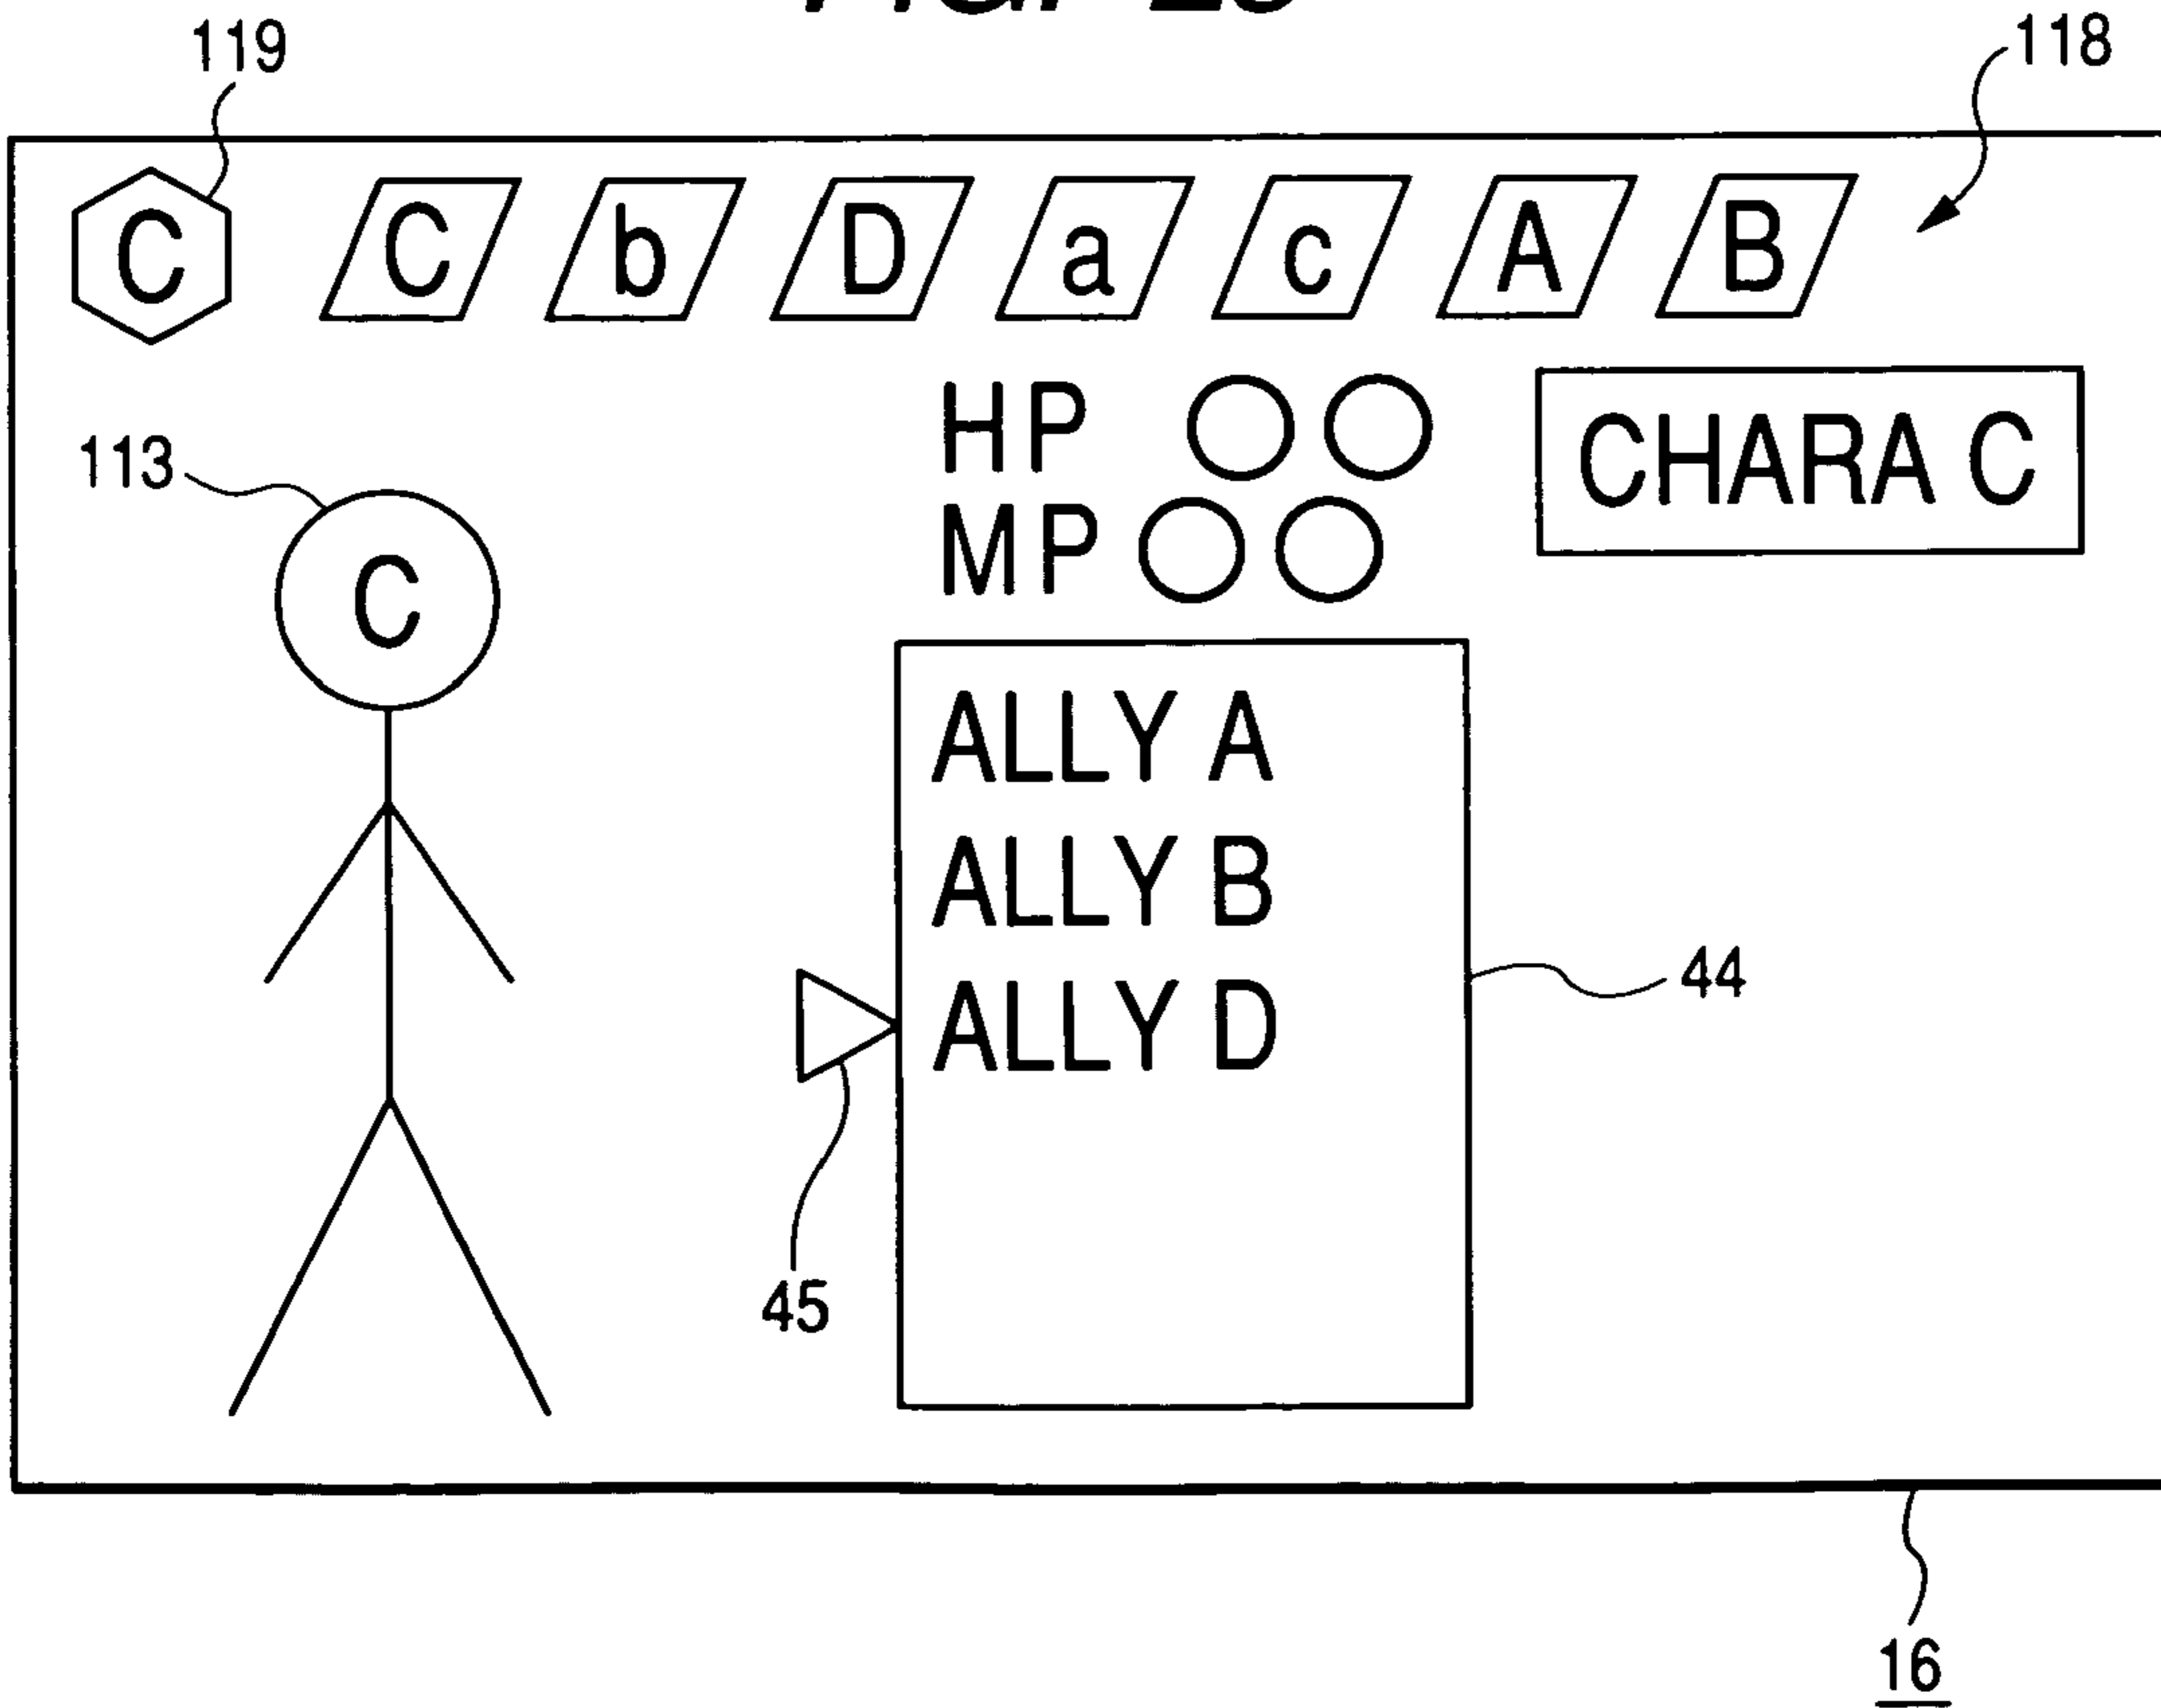 119
118
C C b D a c A B
HP
CHARA C
MP
113
C
ALLY A
ALLY B
ALLY D
44
45
16